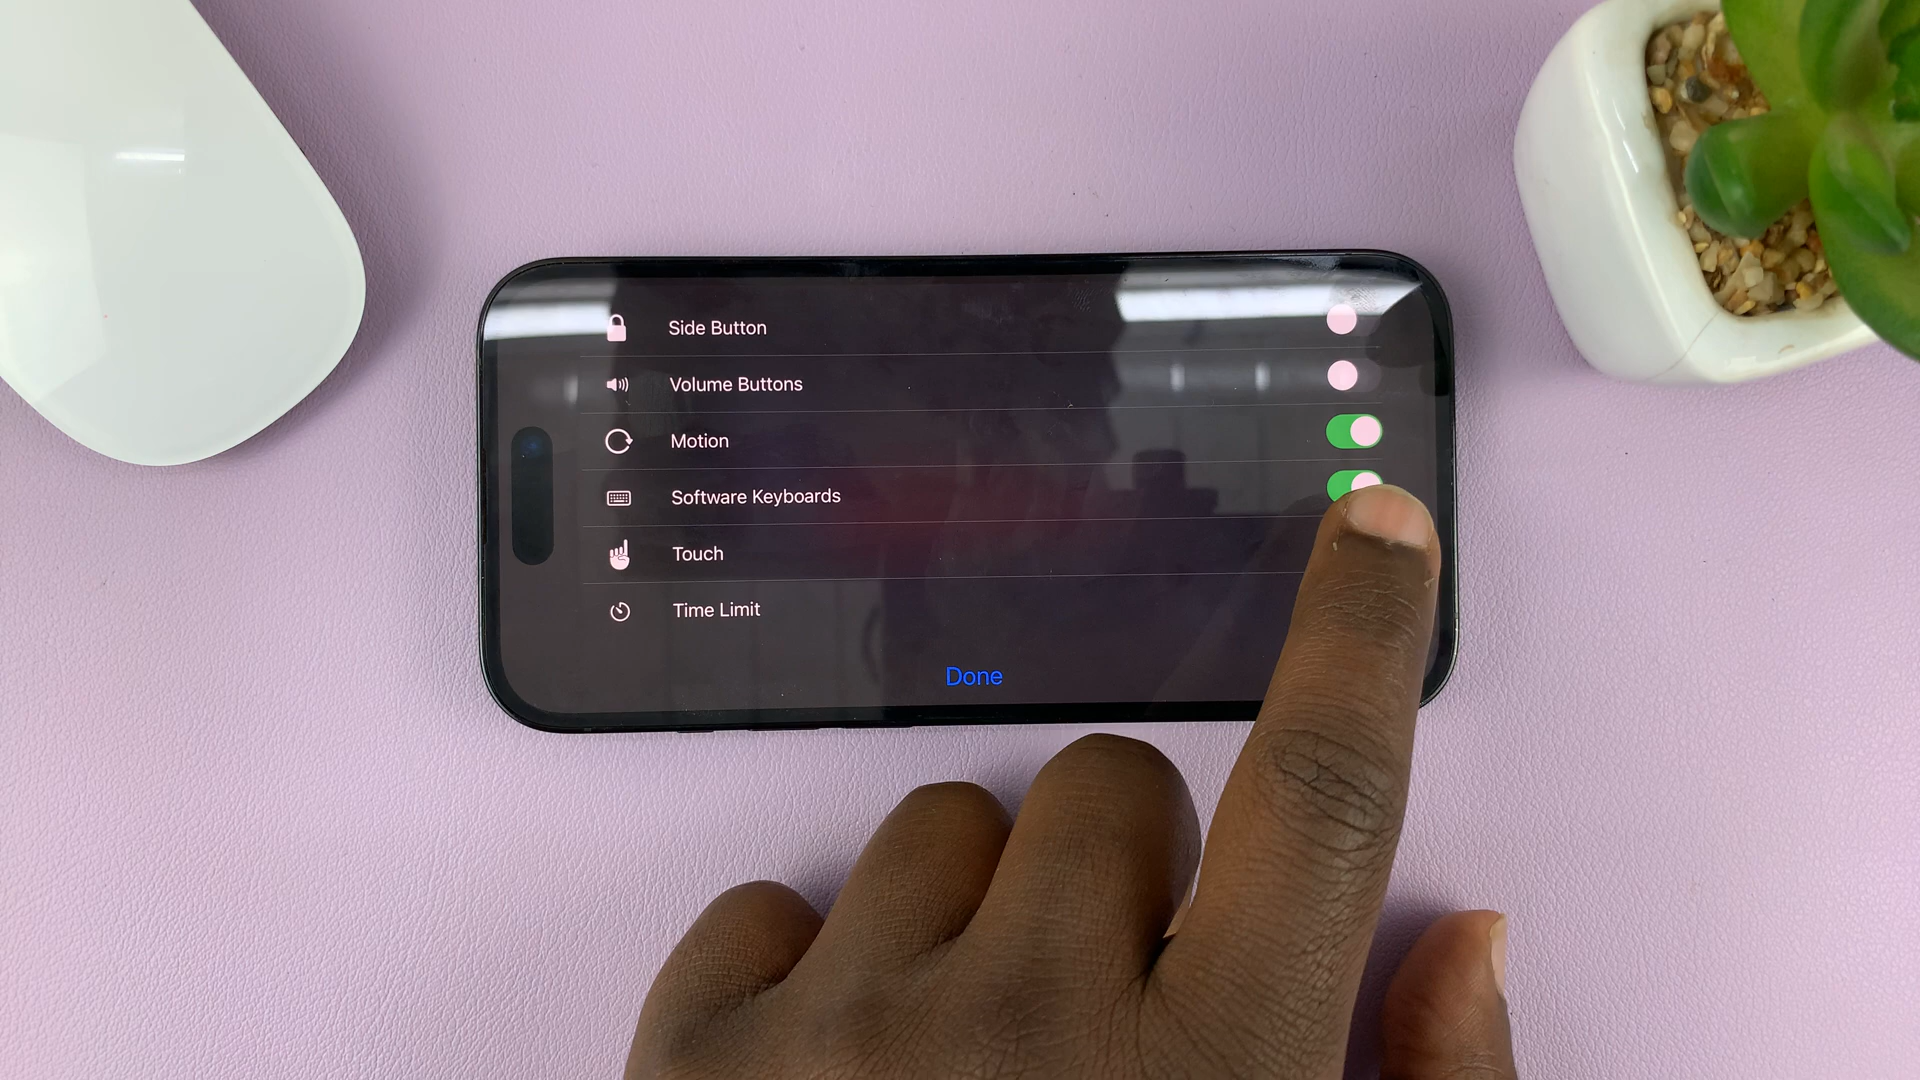 Side Button
Volume Buttons
Motion
Software Keyboards
Touch
Time Limit
Done